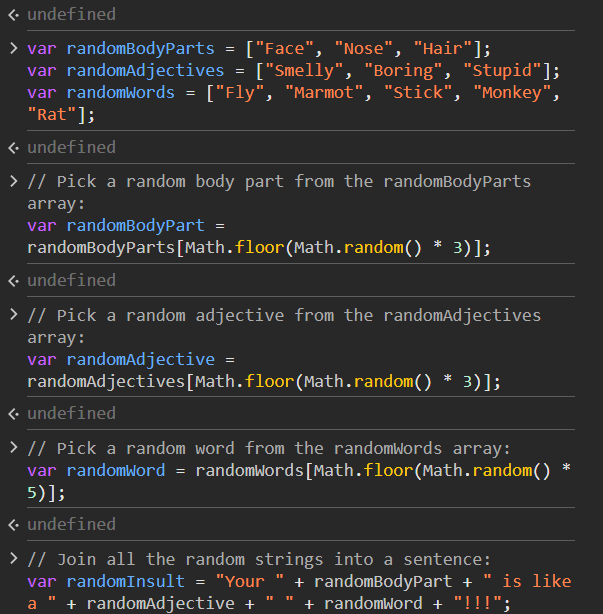 undefined
var randomBodyParts = ["Face", "Nose", "Hair"];
var randomAdjectives = ["Smelly", "Boring", "Stupid"];
var randomWords = ["Fly", "Marmot", "Stick", "Monkey",
"Rat"];
undefined
// Pick a random body part from the randomBodyParts
array:
var randomBodyPart =
randomBodyParts[Math.floor(Math.random() * 3)];
undefined
// Pick a random adjective from the randomAdjectives
array:
var randomAdjective =
randomAdjectives[Math.floor(Math.random() * 3)];
undefined
// Pick a random word from the randomWords array:
var randomWord = randomWords[Math.floor(Math.random() *
5)];
undefined
// Join all the random strings into a sentence:
var randomInsult = "Your " + randomBodyPart + " is like
a " + randomAdjective + " " + randomWord + "!!!";